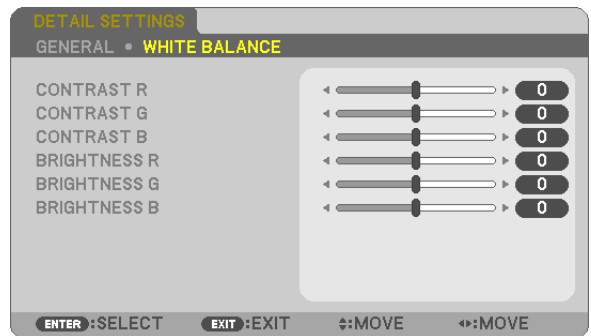 DETAIL SETTINGS
GENERAL • WHITE BALANCE
CONTRAST R 0
CONTRAST G 0
CONTRAST B 0
BRIGHTNESS R 0
BRIGHTNESS G 0
BRIGHTNESS B 0
ENTER :SELECT EXIT :EXIT :MOVE :MOVE